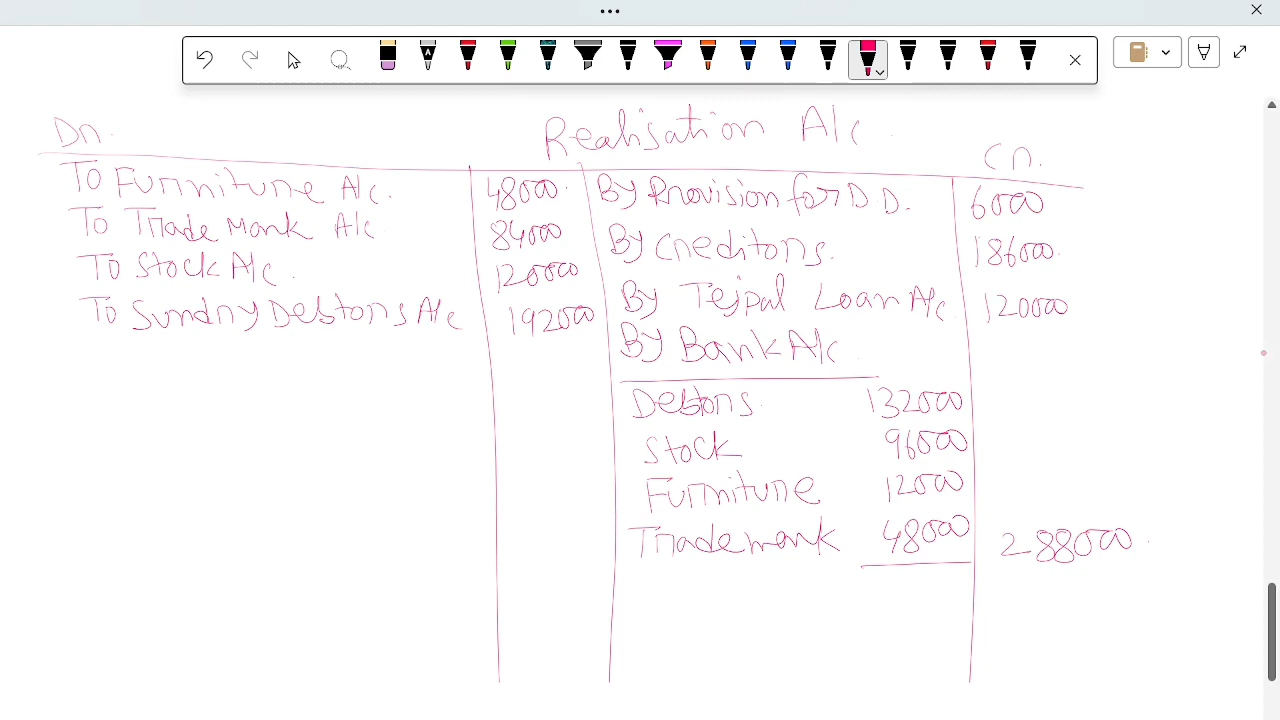 Realisation A/c
Dr.
Cr.
To Furniture A/c. 48000
To Trade Mark A/c 84000
To Stock A/c. 120000
To Sundry Debtors A/c 192000
By Provision for D.D. 6000
By Creditors. 186000
By Tejpal Loan A/c. 120000
By Bank A/c
Debtors. 132000
Stock 96000
Furniture 12000
Trademark 48000 288000